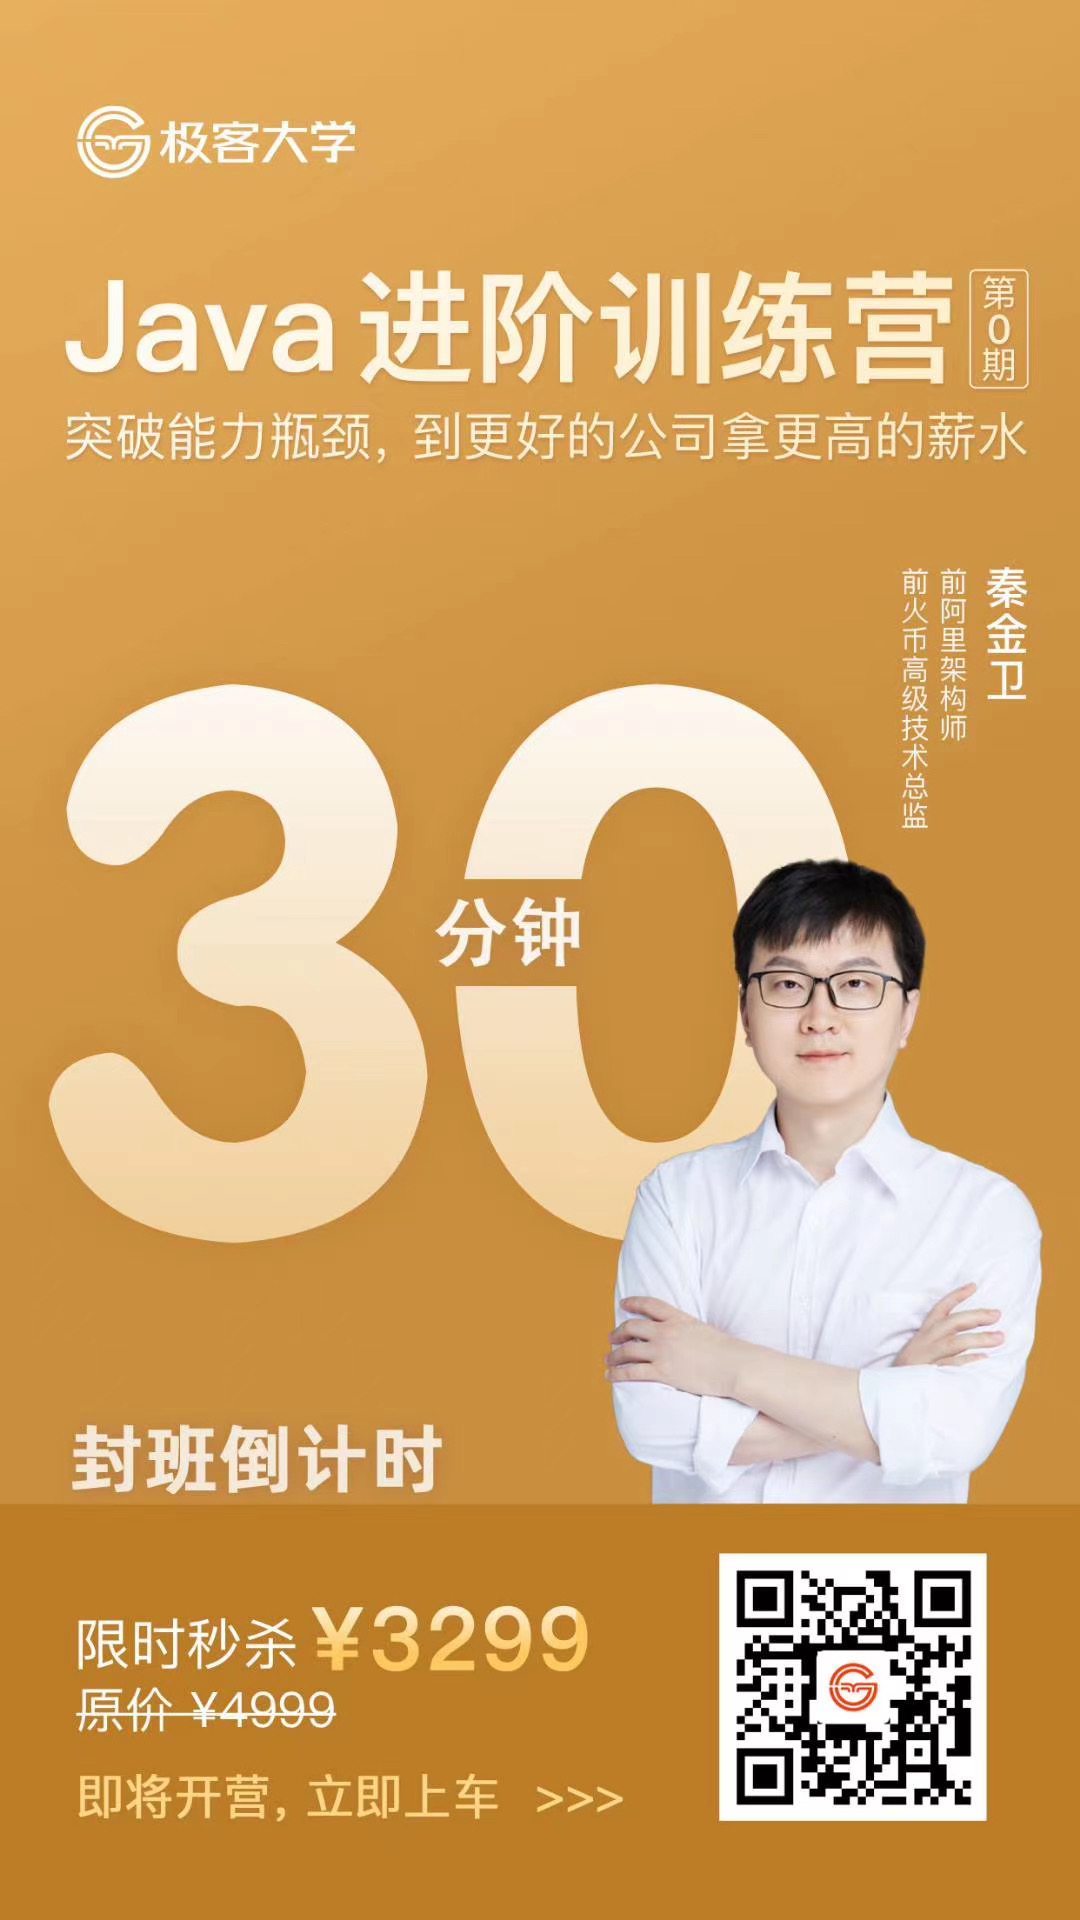 极客大学
Java 进阶训练营
第0期
突破能力瓶颈，到更好的公司拿更高的薪水
秦金卫
前阿里架构师
前火币高级技术总监
30
分钟
封班倒计时
限时秒杀 ¥3299
原价 ¥4999
即将开营，立即上车 >>>